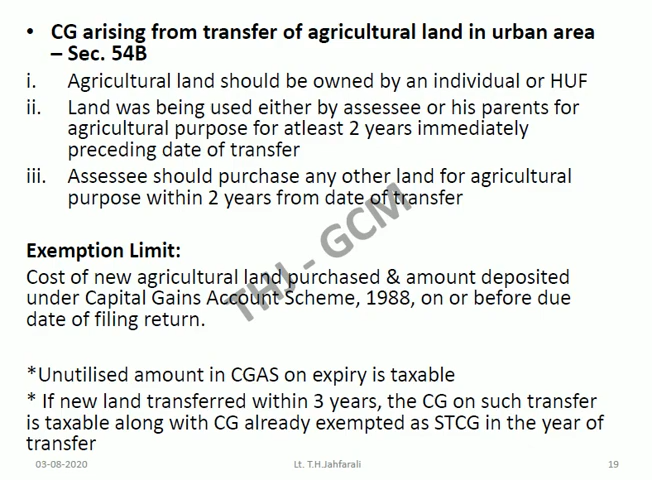 • CG arising from transfer of agricultural land in urban area
– Sec. 54B
i. Agricultural land should be owned by an individual or HUF
ii. Land was being used either by assessee or his parents for
agricultural purpose for atleast 2 years immediately
preceding date of transfer
iii. Assessee should purchase any other land for agricultural
purpose within 2 years from date of transfer
THJ - GCM
Exemption Limit:
Cost of new agricultural land purchased & amount deposited
under Capital Gains Account Scheme, 1988, on or before due
date of filing return.
*Unutilised amount in CGAS on expiry is taxable
* If new land transferred within 3 years, the CG on such transfer
is taxable along with CG already exempted as STCG in the year of
transfer
03-08-2020 Lt. T.H.Jahfarali 19